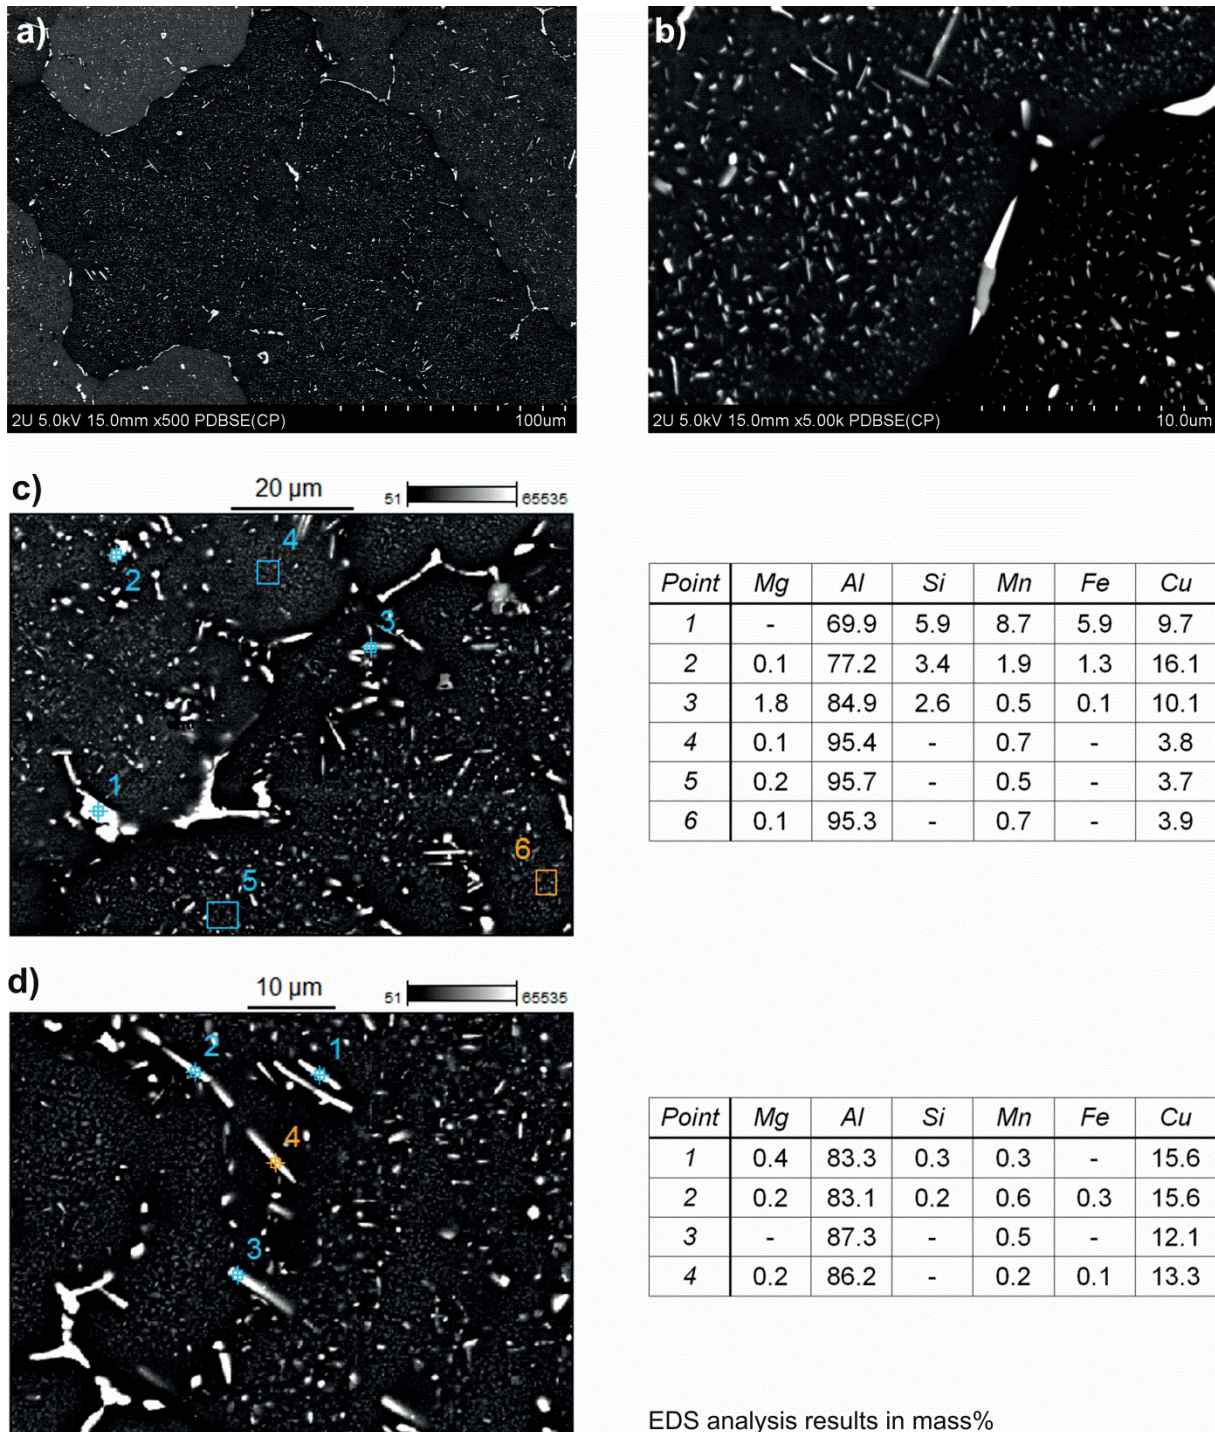 a)
2U 5.0kV 15.0mm x500 PDBSE(CP) 100um
b)
2U 5.0kV 15.0mm x5.00k PDBSE(CP) 10.0um
c)
20 µm
51 65535
4
2
3
1
6
5
Point Mg Al Si Mn Fe Cu
1 - 69.9 5.9 8.7 5.9 9.7
2 0.1 77.2 3.4 1.9 1.3 16.1
3 1.8 84.9 2.6 0.5 0.1 10.1
4 0.1 95.4 - 0.7 - 3.8
5 0.2 95.7 - 0.5 - 3.7
6 0.1 95.3 - 0.7 - 3.9
d)
10 µm
51 65535
2
1
4
3
Point Mg Al Si Mn Fe Cu
1 0.4 83.3 0.3 0.3 - 15.6
2 0.2 83.1 0.2 0.6 0.3 15.6
3 - 87.3 - 0.5 - 12.1
4 0.2 86.2 - 0.2 0.1 13.3
EDS analysis results in mass%